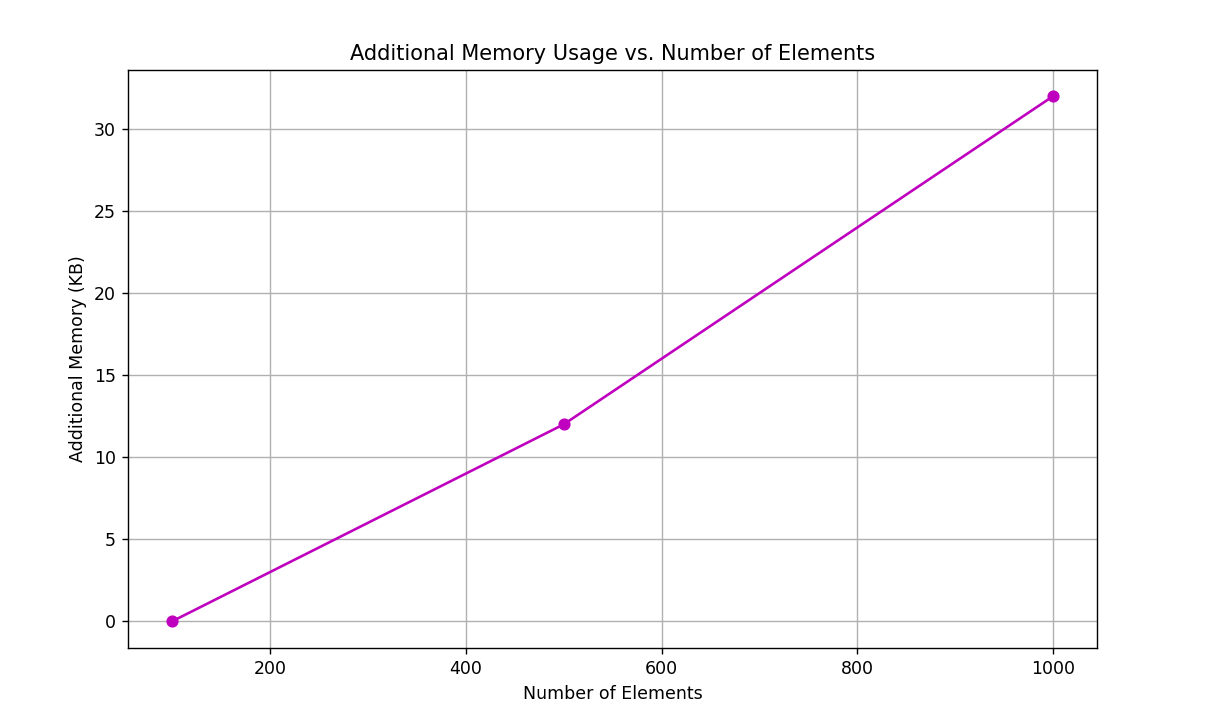 Additional Memory Usage vs. Number of Elements
30
25
20
15
10
5
0
Additional Memory (KB)
200 400 600 800 1000
Number of Elements